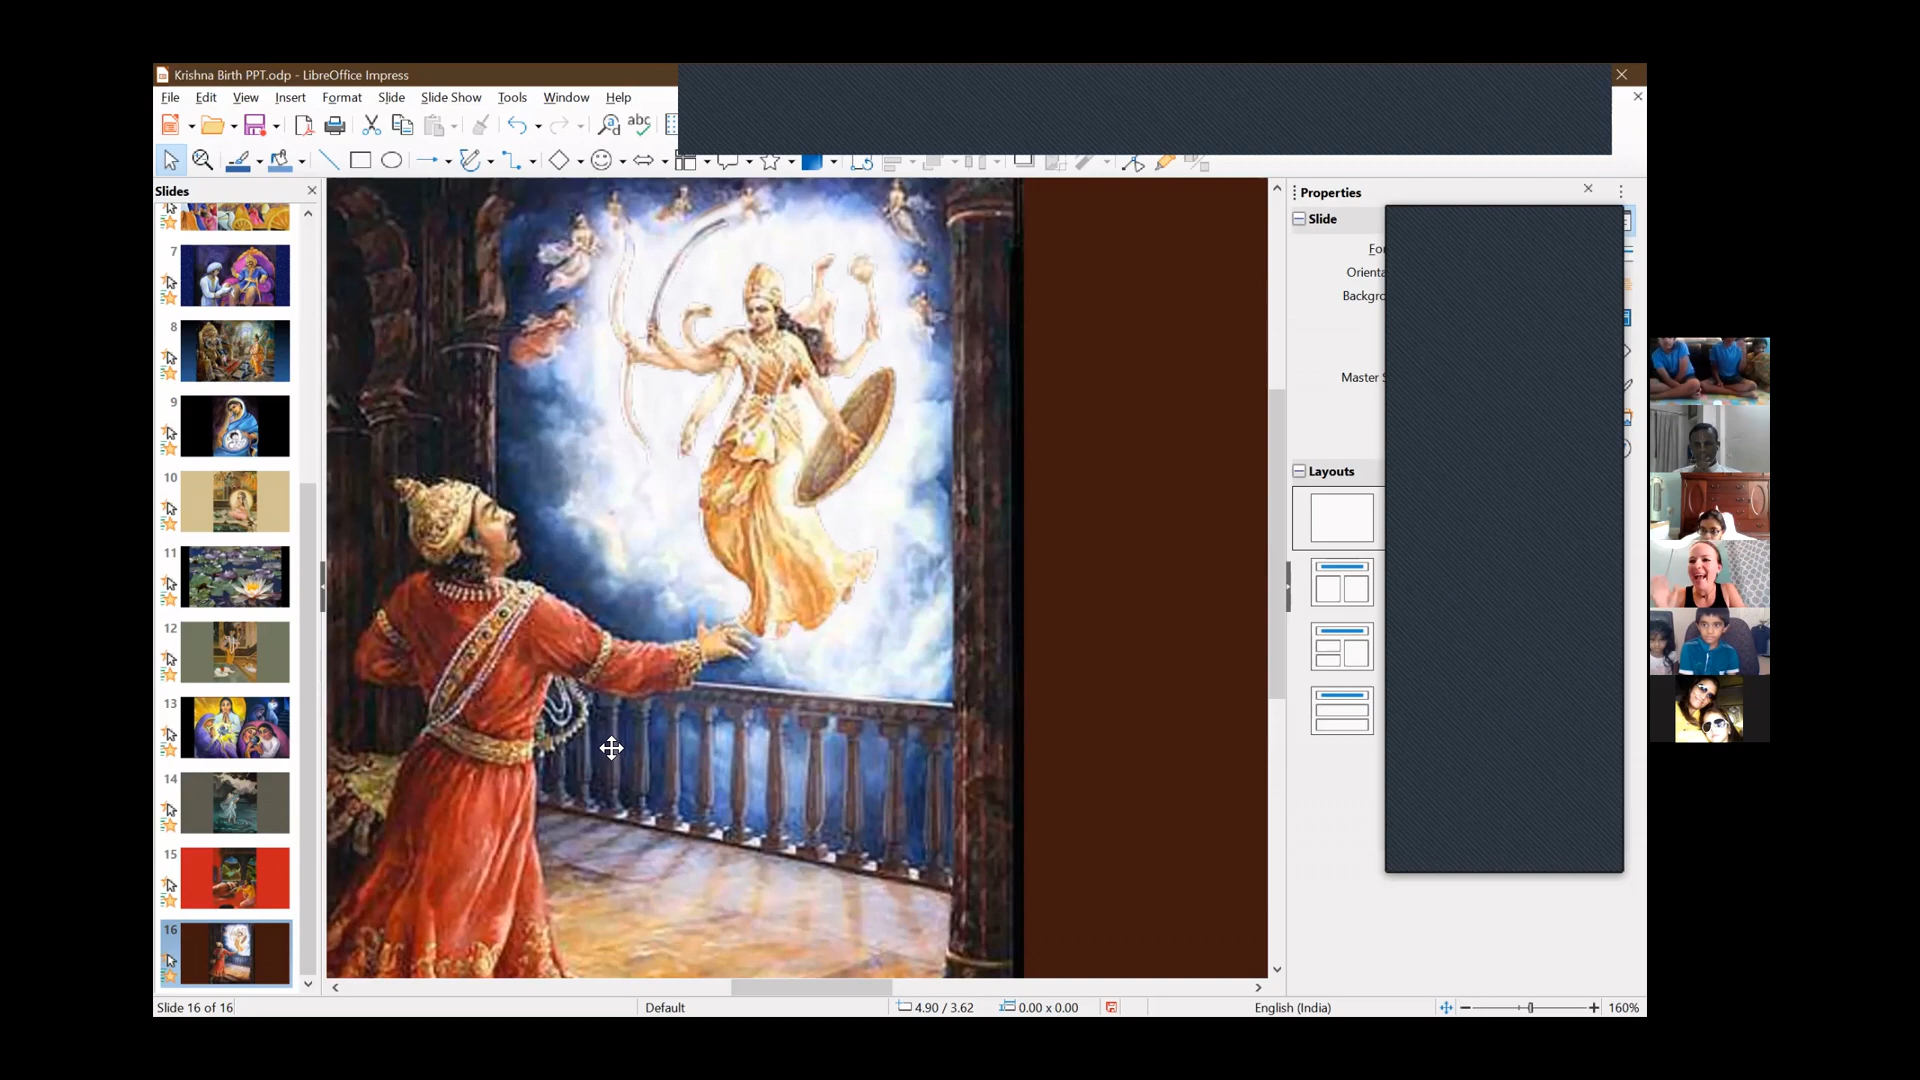 Krishna Birth PPT.odp - LibreOffice Impress
File Edit View Insert Format Slide Slide Show Tools Window Help
abc
Slides
7
8
9
10
11
12
13
14
15
16
Properties
Slide
Fo
Orienta
Backgro
Master S
Layouts
Slide 16 of 16
Default
4.90 / 3.62
0.00 x 0.00
English (India)
160%